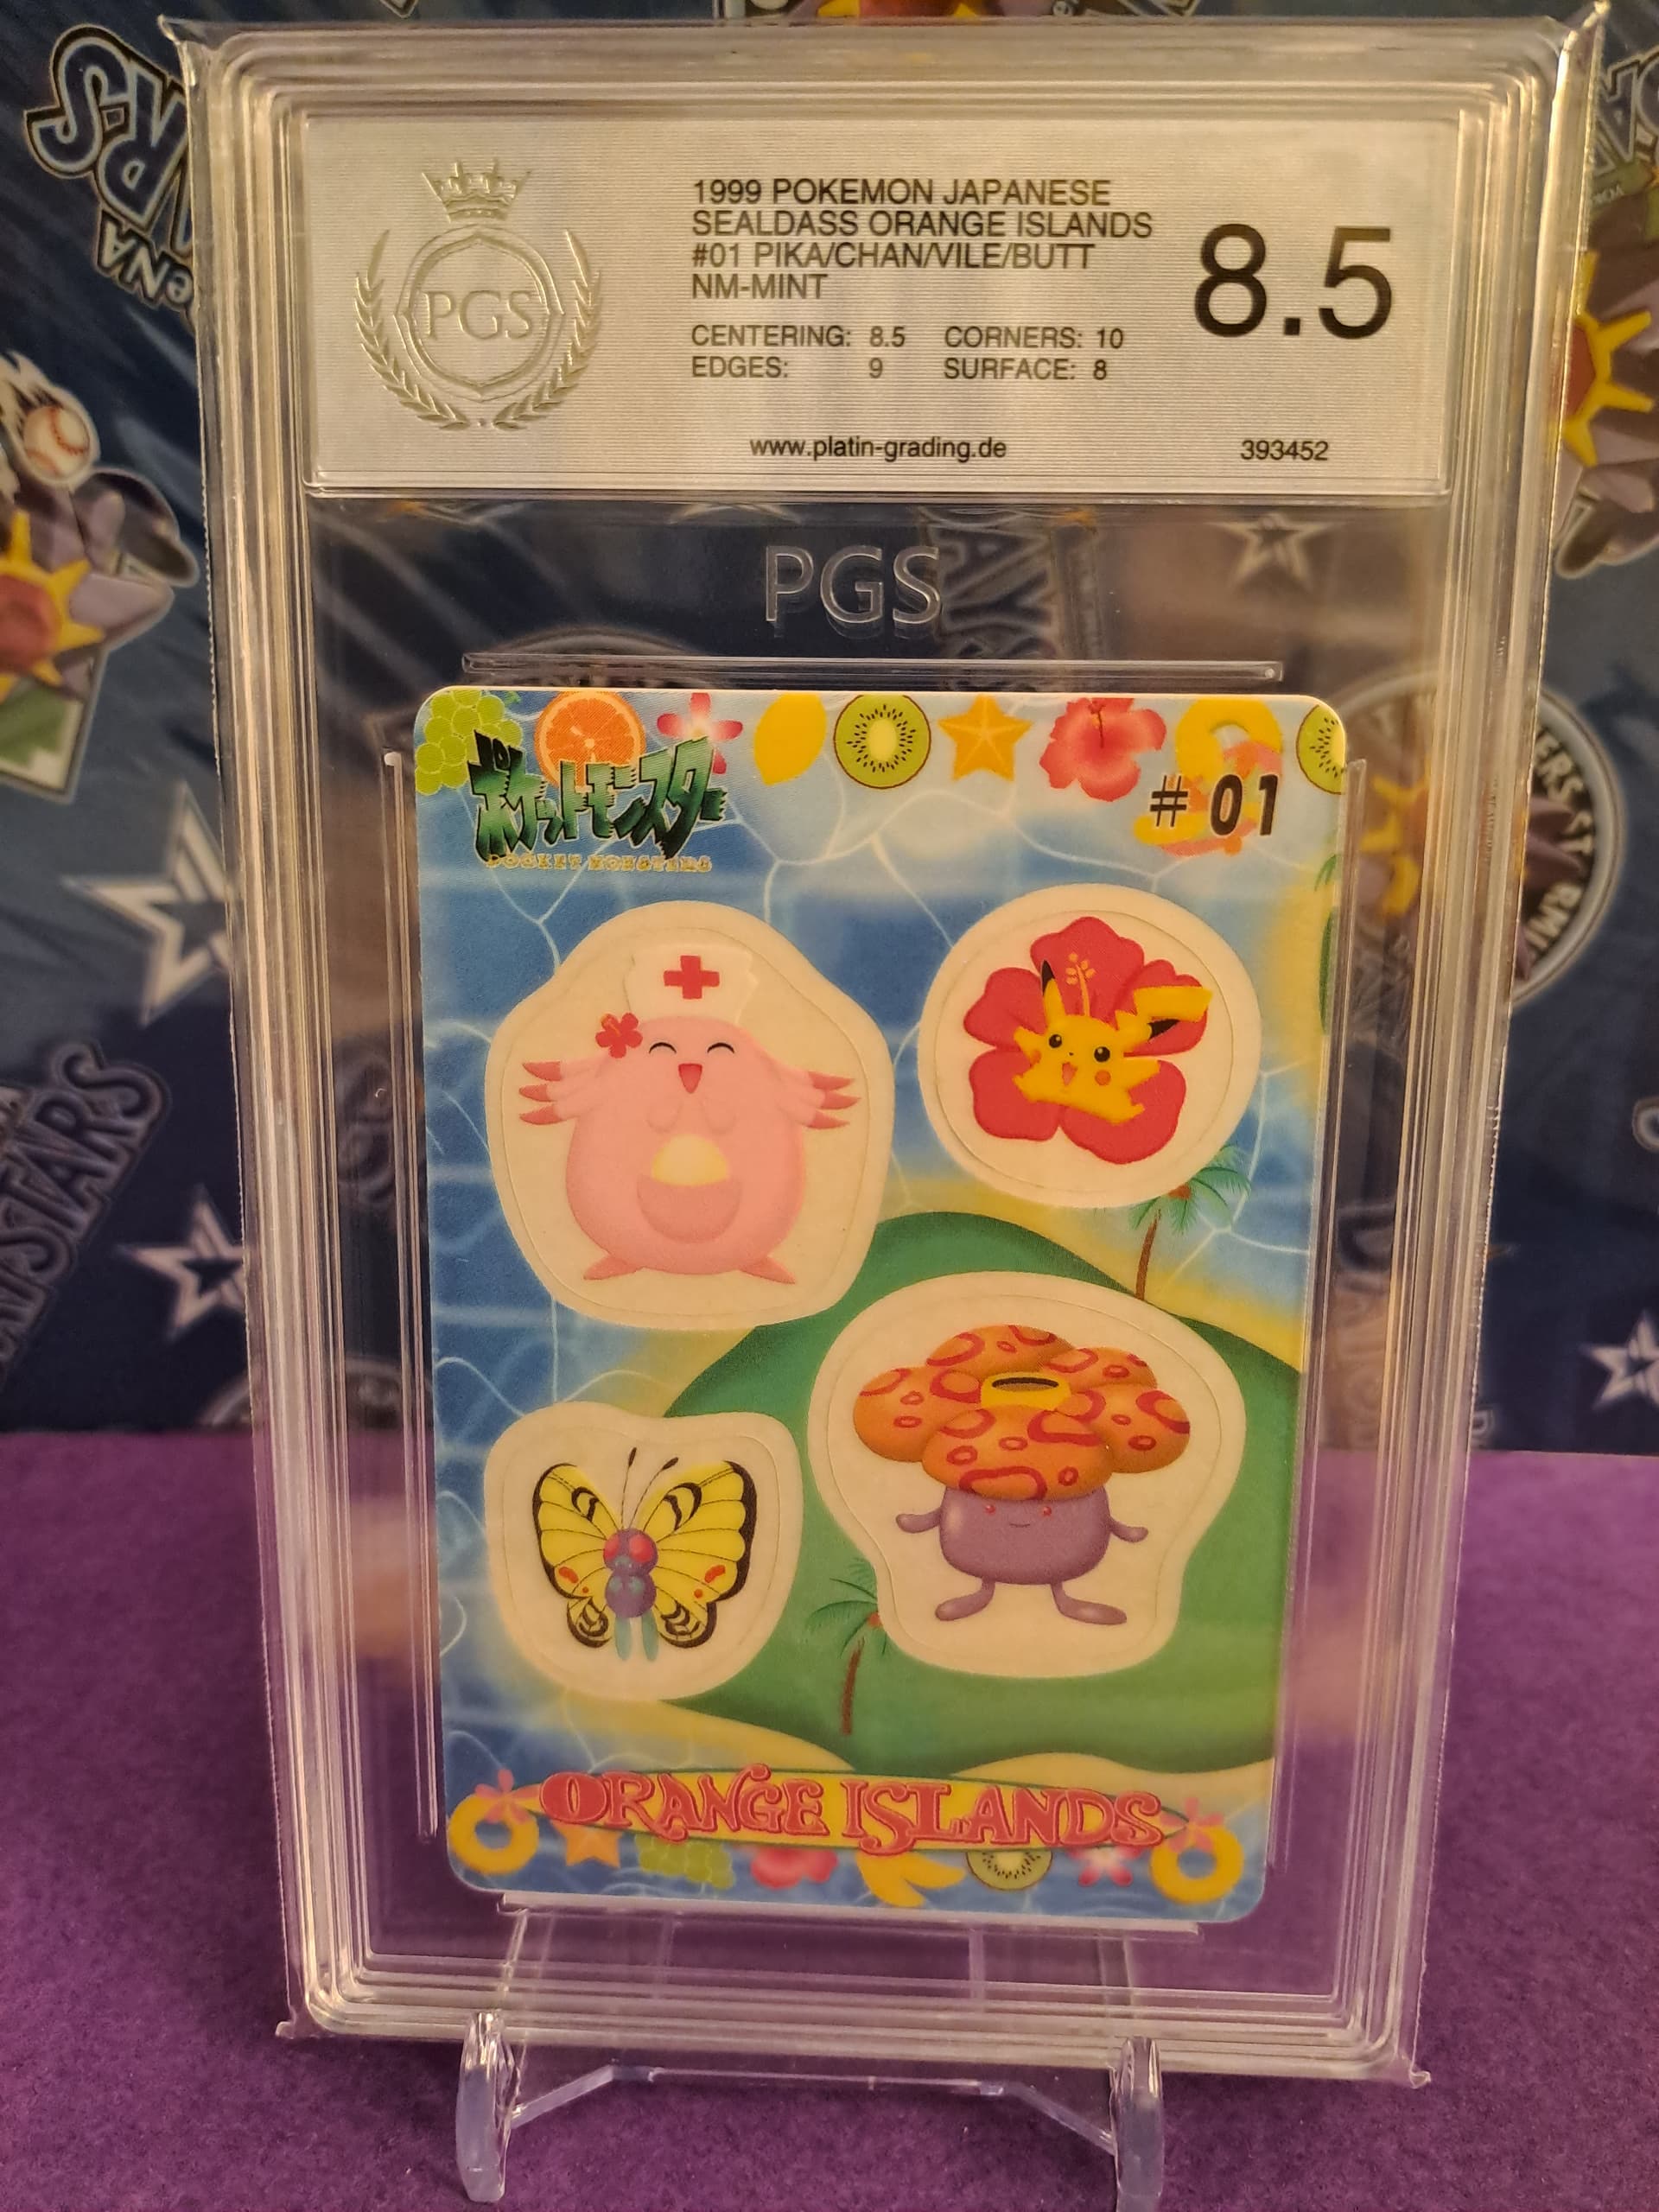 PGS
1999 POKEMON JAPANESE
SEALDASS ORANGE ISLANDS
#01 PIKA/CHAN/VILE/BUTT
NM-MINT
8.5
CENTERING: 8.5 CORNERS: 10
EDGES: 9 SURFACE: 8
www.platin-grading.de 393452
PGS
ポケットモンスター
POCKET MONSTERS
#01
ORANGE ISLANDS